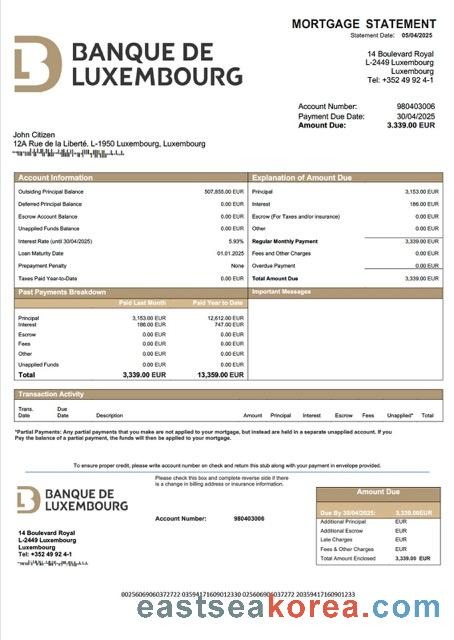 MORTGAGE STATEMENT
Statement Date: 05/04/2025
BANQUE DE
LUXEMBOURG
14 Boulevard Royal
L-2449 Luxembourg
Luxembourg
Tel: +352 49 92 4-1
Account Number: 980403006
Payment Due Date: 30/04/2025
Amount Due: 3.339.00 EUR
John Citizen
12A Rue de la Liberté. L-1950 Luxembourg, Luxembourg
Account Information
Outsiding Principal Balance 507,855.00 EUR
Deferred Principal Balance 0.00 EUR
Escrow Account Balance 0.00 EUR
Unapplied Funds Balance 0.00 EUR
Interest Rate (until 30/04/2025) 5.93%
Loan Maturity Date 01.01.2025
Prepayment Penalty None
Taxes Paid Year-to-Date 0.00 EUR
Explanation of Amount Due
Principal 3,153.00 EUR
Interest 186.00 EUR
Escrow (For Taxes and/or insurance) 0.00 EUR
Other 0.00 EUR
Regular Monthly Payment 3,339.00 EUR
Fees and Other Charges 0.00 EUR
Overdue Payment 0.00 EUR
Total Amount Due 3,339.00 EUR
Past Payments Breakdown
Paid Last Month Paid Year to Date
Principal 3,153.00 EUR 12,612.00 EUR
Interest 186.00 EUR 747.00 EUR
Escrow 0.00 EUR 0.00 EUR
Fees 0.00 EUR 0.00 EUR
Other 0.00 EUR 0.00 EUR
Unapplied Funds 0.00 EUR 0.00 EUR
Total 3,339.00 EUR 13,359.00 EUR
Important Messages
Transaction Activity
Trans. Date Due Date Description Amount Principal Interest Escrow Fees Unapplied* Total
*Partial Payments: Any partial payments that you make are not applied to your mortgage, but instead are held in a separate unapplied account. If you
Pay the balance of a partial payment, the funds will then be applied to your mortgage.
To ensure proper credit, please write account number on check and return this stub along with your payment in envelope provided.
BANQUE DE
LUXEMBOURG
Please check this box and complete reverse side if there
is a change in billing address or insurance information.
Account Number: 980403006
14 Boulevard Royal
L-2449 Luxembourg
Luxembourg
Tel: +352 49 92 4-1
Amount Due
Due By 30/04/2025: 3,339.00EUR
Additional Principal EUR
Additional Escrow EUR
Late Charges EUR
Fees & Other Charges EUR
Total Amount Enclosed 3,339.00 EUR
eastseakorea.com